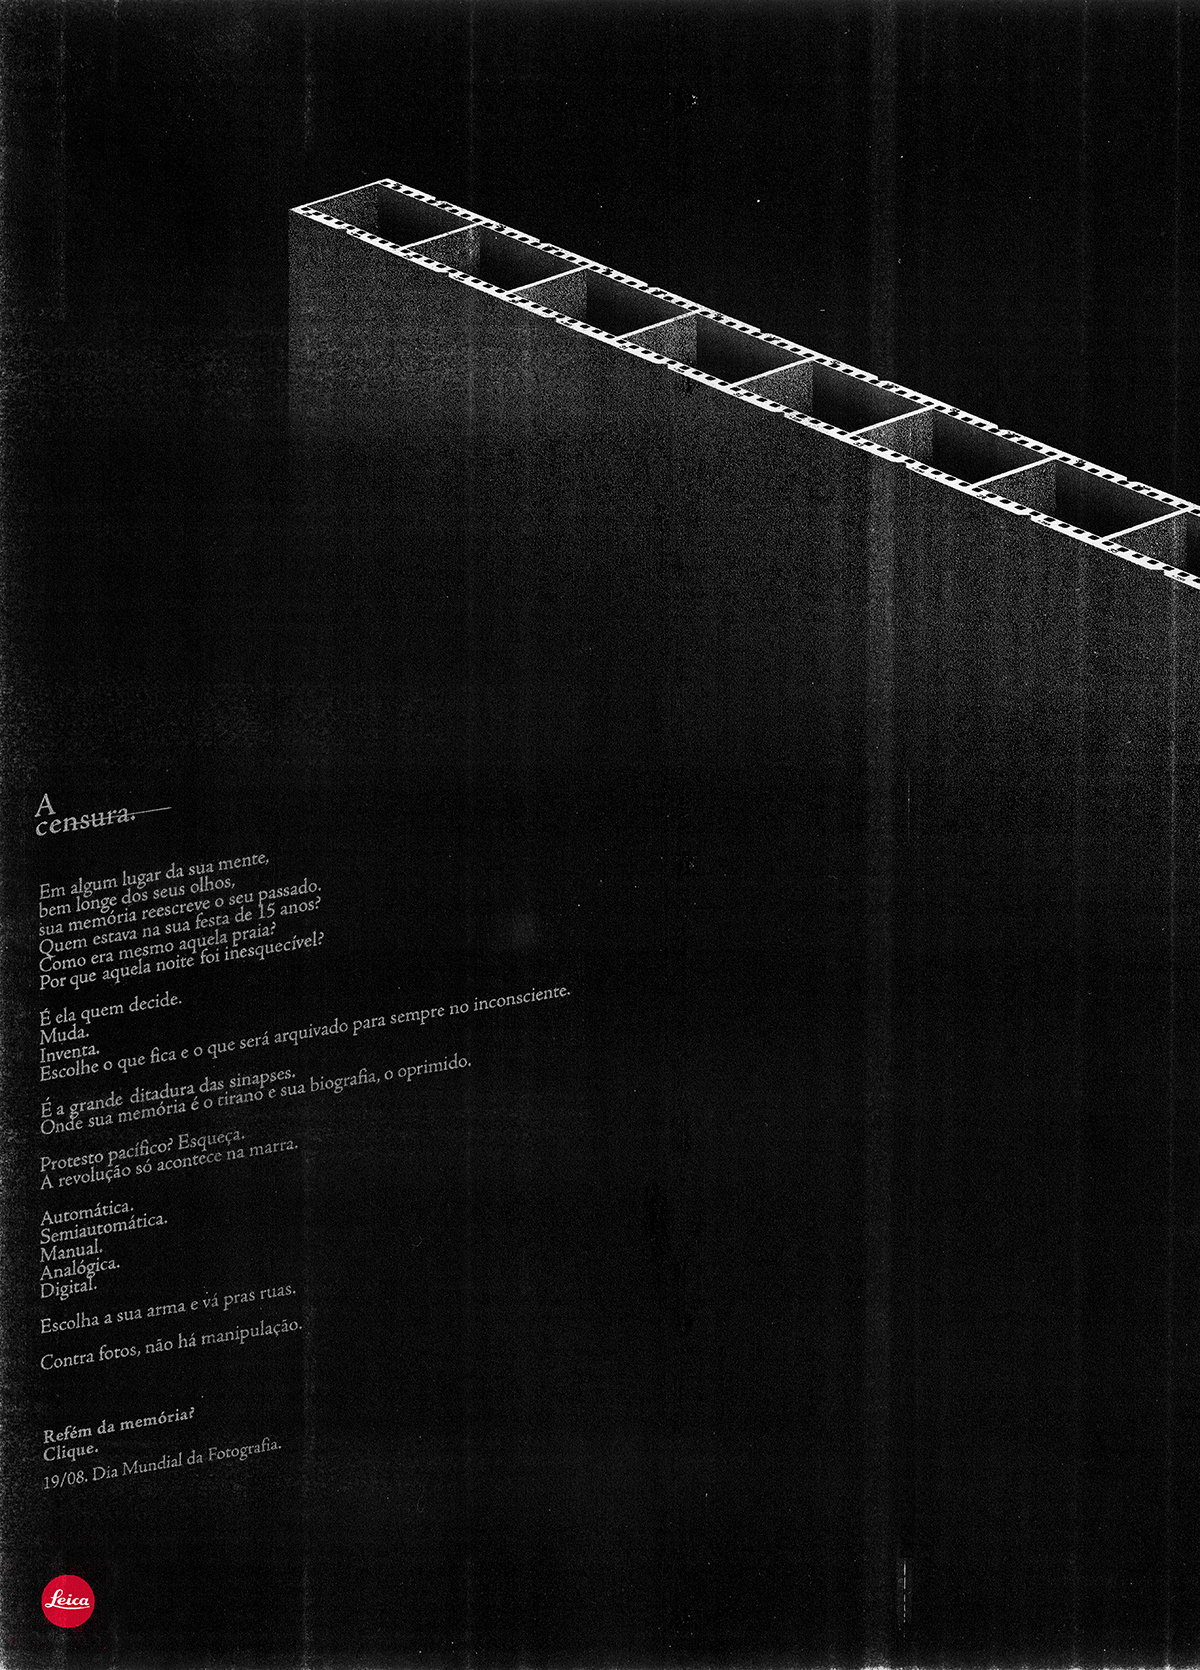 A
censura.
Em algum lugar da sua mente,
bem longe dos seus olhos,
sua memória reescreve o seu passado.
Quem estava na sua festa de 15 anos?
Como era mesmo aquela praia?
Por que aquela noite foi inesquecível?
É ela quem decide.
Muda.
Inventa.
Escolhe o que fica e o que será arquivado para sempre no inconsciente.
É a grande ditadura das sinapses.
Onde sua memória é o tirano e sua biografia, o oprimido.
Protesto pacífico? Esqueça.
A revolução só acontece na marra.
Automática.
Semiautomática.
Manual.
Analógica.
Digital.
Escolha a sua arma e vá pras ruas.
Contra fotos, não há manipulação.
Refém da memória?
Clique.
19/08. Dia Mundial da Fotografia.
Leica